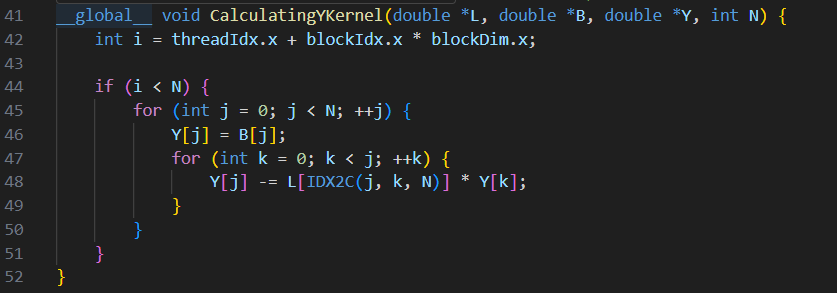 41 __global__ void CalculatingYKernel(double *L, double *B, double *Y, int N) {
42     int i = threadIdx.x + blockIdx.x * blockDim.x;
43
44     if (i < N) {
45         for (int j = 0; j < N; ++j) {
46             Y[j] = B[j];
47             for (int k = 0; k < j; ++k) {
48                 Y[j] -= L[IDX2C(j, k, N)] * Y[k];
49             }
50         }
51     }
52 }